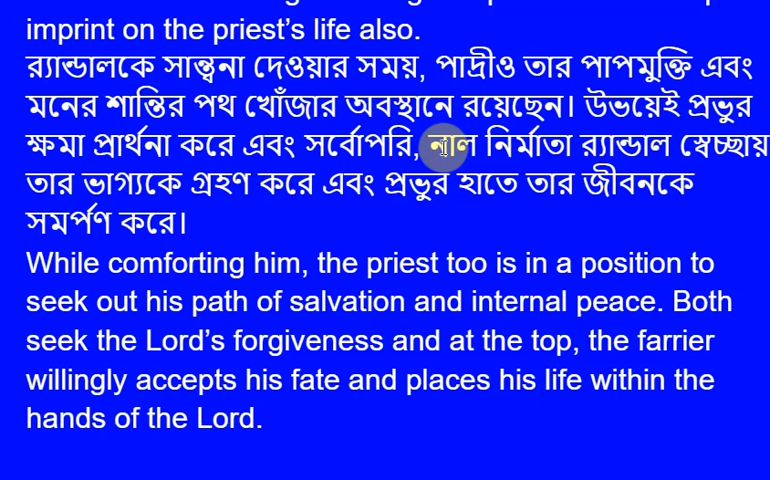 imprint on the priest’s life also.
র‍্যান্ডালকে সান্ত্বনা দেওয়ার সময়, পাদ্রীও তার পাপমুক্তি এবং
মনের শান্তির পথ খোঁজার অবস্থানে রয়েছেন। উভয়েই প্রভুর
ক্ষমা প্রার্থনা করে এবং সর্বোপরি, নাল নির্মাতা র‍্যান্ডাল স্বেচ্ছায়
তার ভাগ্যকে গ্রহণ করে এবং প্রভুর হাতে তার জীবনকে
সমর্পণ করে।
While comforting him, the priest too is in a position to
seek out his path of salvation and internal peace. Both
seek the Lord’s forgiveness and at the top, the farrier
willingly accepts his fate and places his life within the
hands of the Lord.